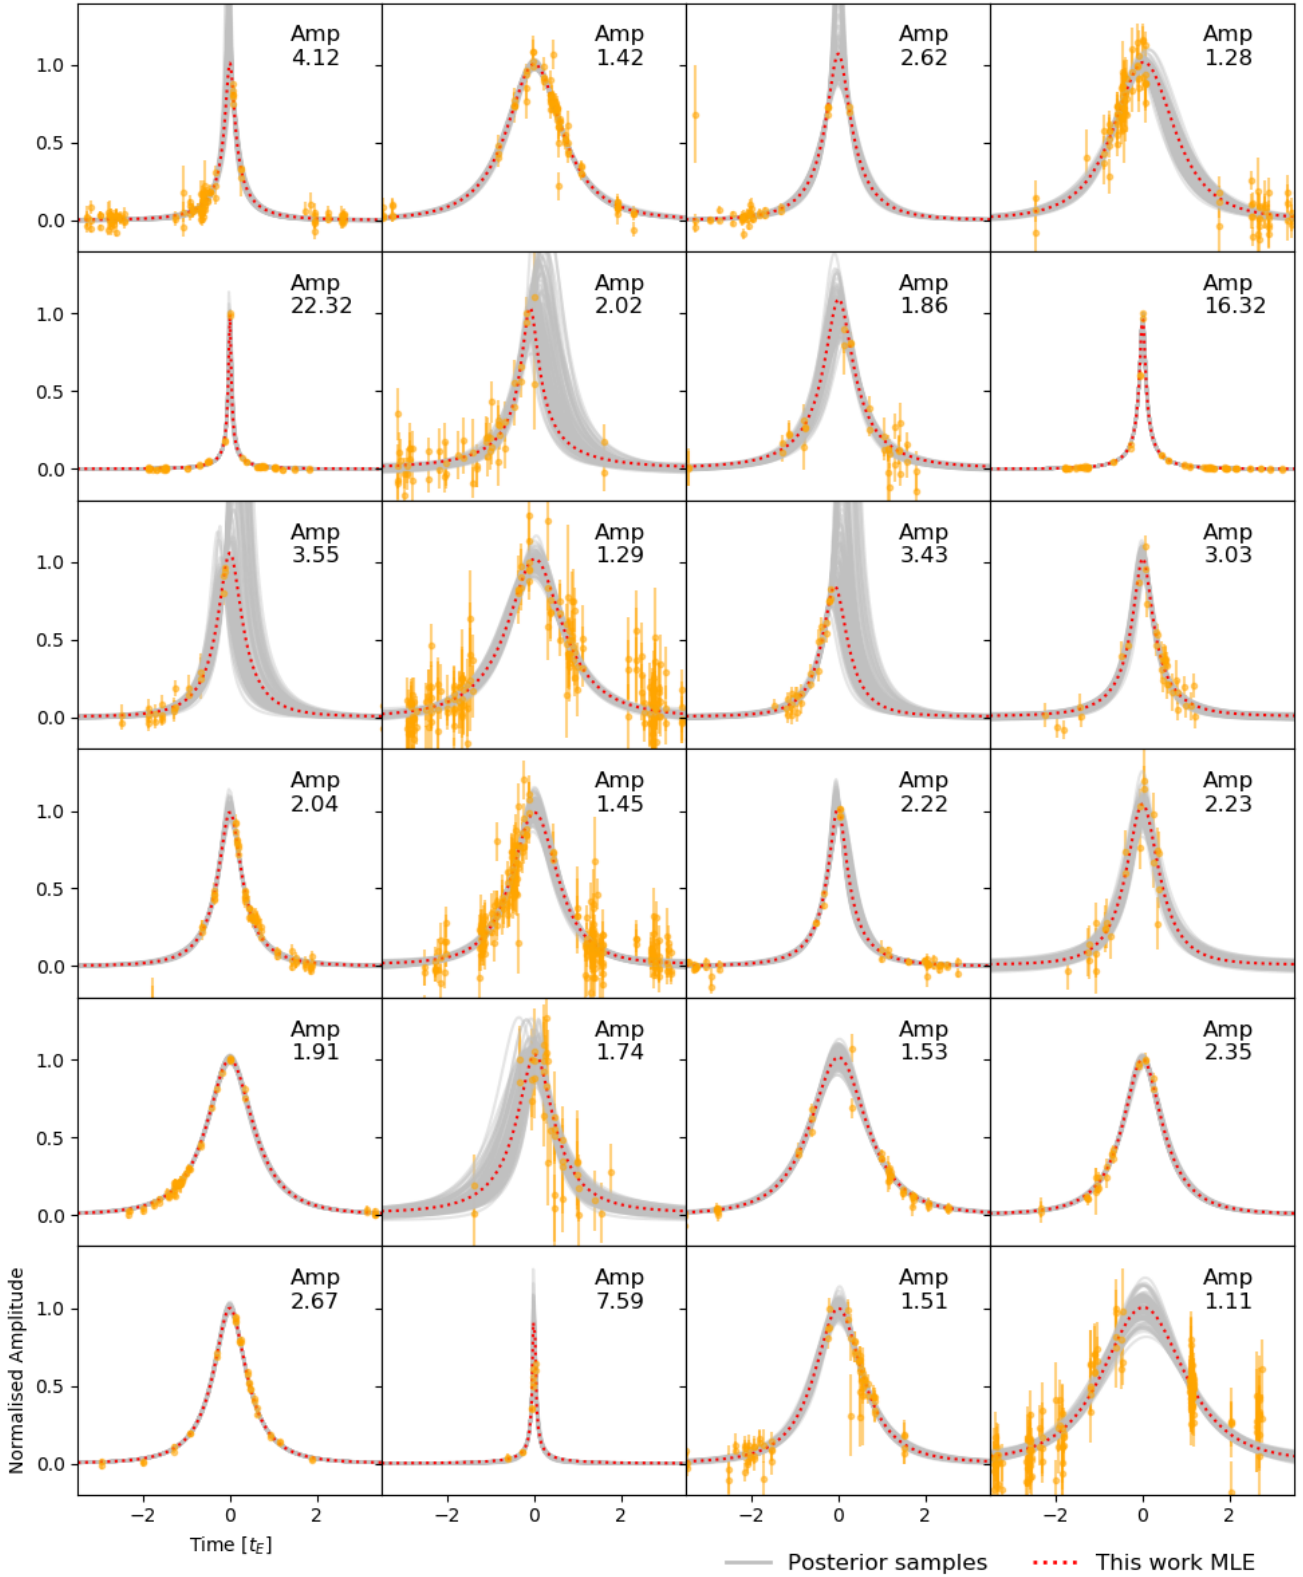 Amp Amp Amp Amp
4.12 1.42 2.62 1.28
1.0
0.5
0.0
Amp Amp Amp Amp
22.32 2.02 1.86 16.32
1.0
0.5
0.0
Amp Amp Amp Amp
3.55 1.29 3.43 3.03
1.0
0.5
0.0
Amp Amp Amp Amp
2.04 1.45 2.22 2.23
1.0
0.5
0.0
Amp Amp Amp Amp
1.91 1.74 1.53 2.35
1.0
0.5
0.0
Amp Amp Amp Amp
2.67 7.59 1.51 1.11
1.0
0.5
0.0
Normalised Amplitude
−2 0 2 −2 0 2 −2 0 2 −2 0 2
Time [t_E]
Posterior samples This work MLE